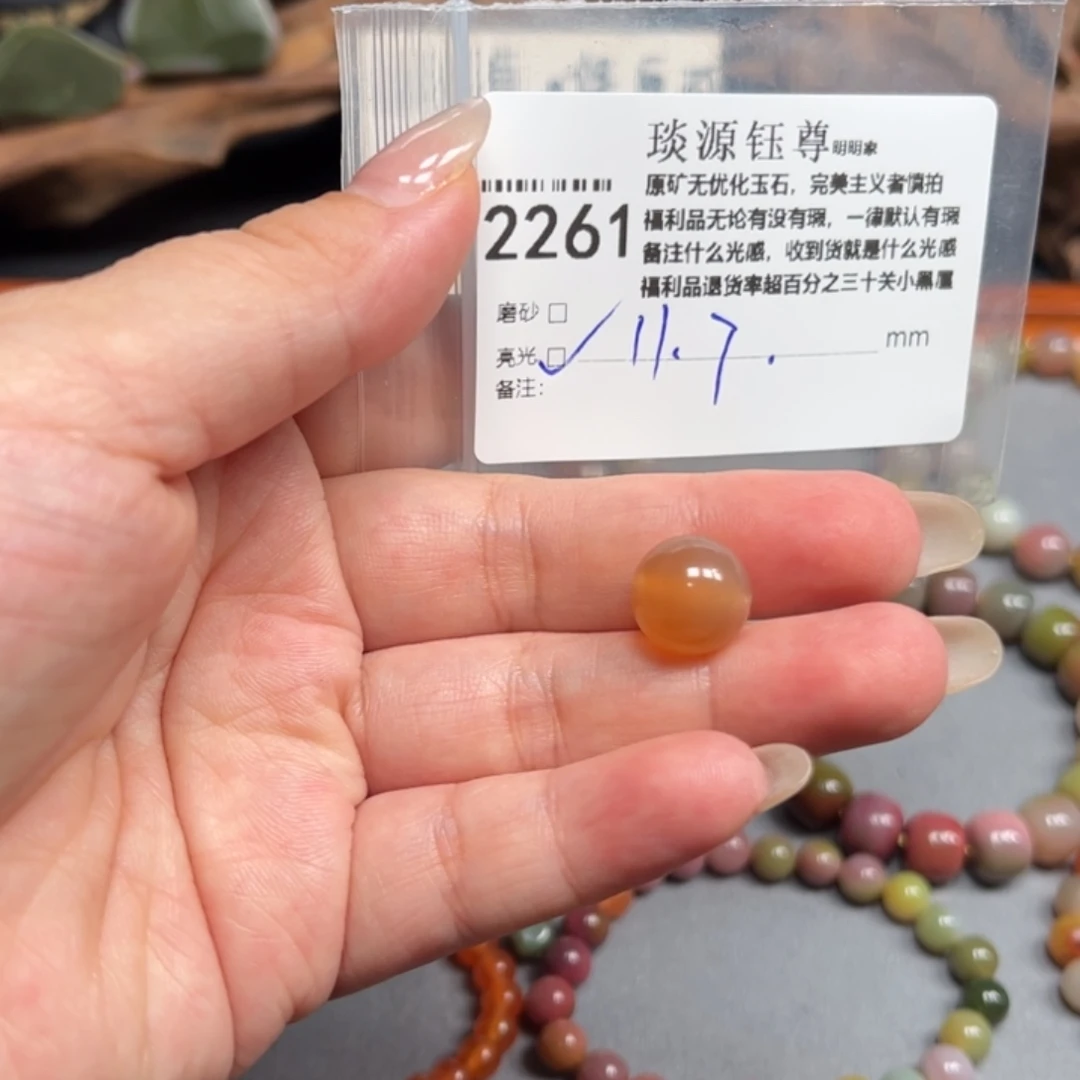 琰源钰尊明明家
原矿无优化玉石，完美主义者慎拍
福利品无论有没有瑕，一律默认有瑕
备注什么光感，收到货就是什么光感
福利品退货率超百分之三十关小黑屋
2261
磨砂 □
亮光 □✓ 11.7. mm
备注：